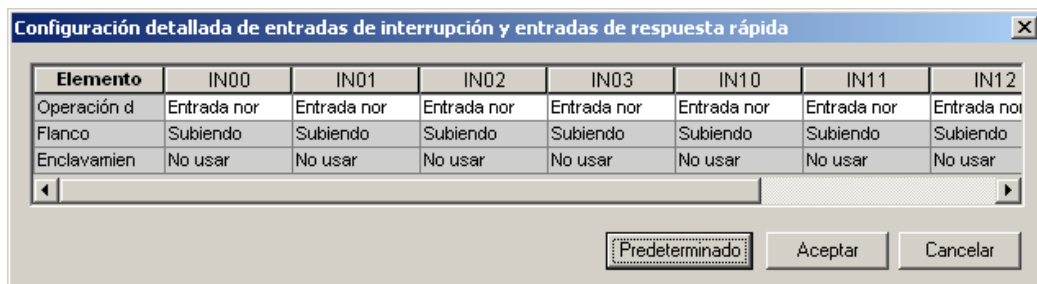 Configuración detallada de entradas de interrupción y entradas de respuesta rápida
Elemento IN00 IN01 IN02 IN03 IN10 IN11 IN12
Operación d Entrada nor Entrada nor Entrada nor Entrada nor Entrada nor Entrada nor Entrada nor
Flanco Subiendo Subiendo Subiendo Subiendo Subiendo Subiendo Subiendo
Enclavamien No usar No usar No usar No usar No usar No usar No usar
Predeterminado Aceptar Cancelar